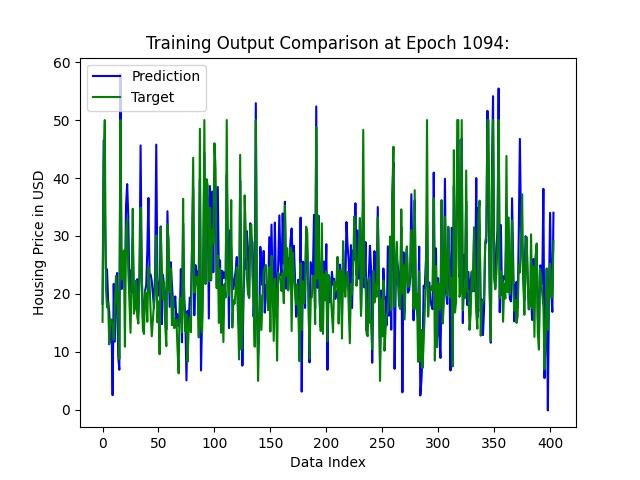 Training Output Comparison at Epoch 1094:
Prediction
Target
Housing Price in USD
60
50
40
30
20
10
0
0 50 100 150 200 250 300 350 400
Data Index